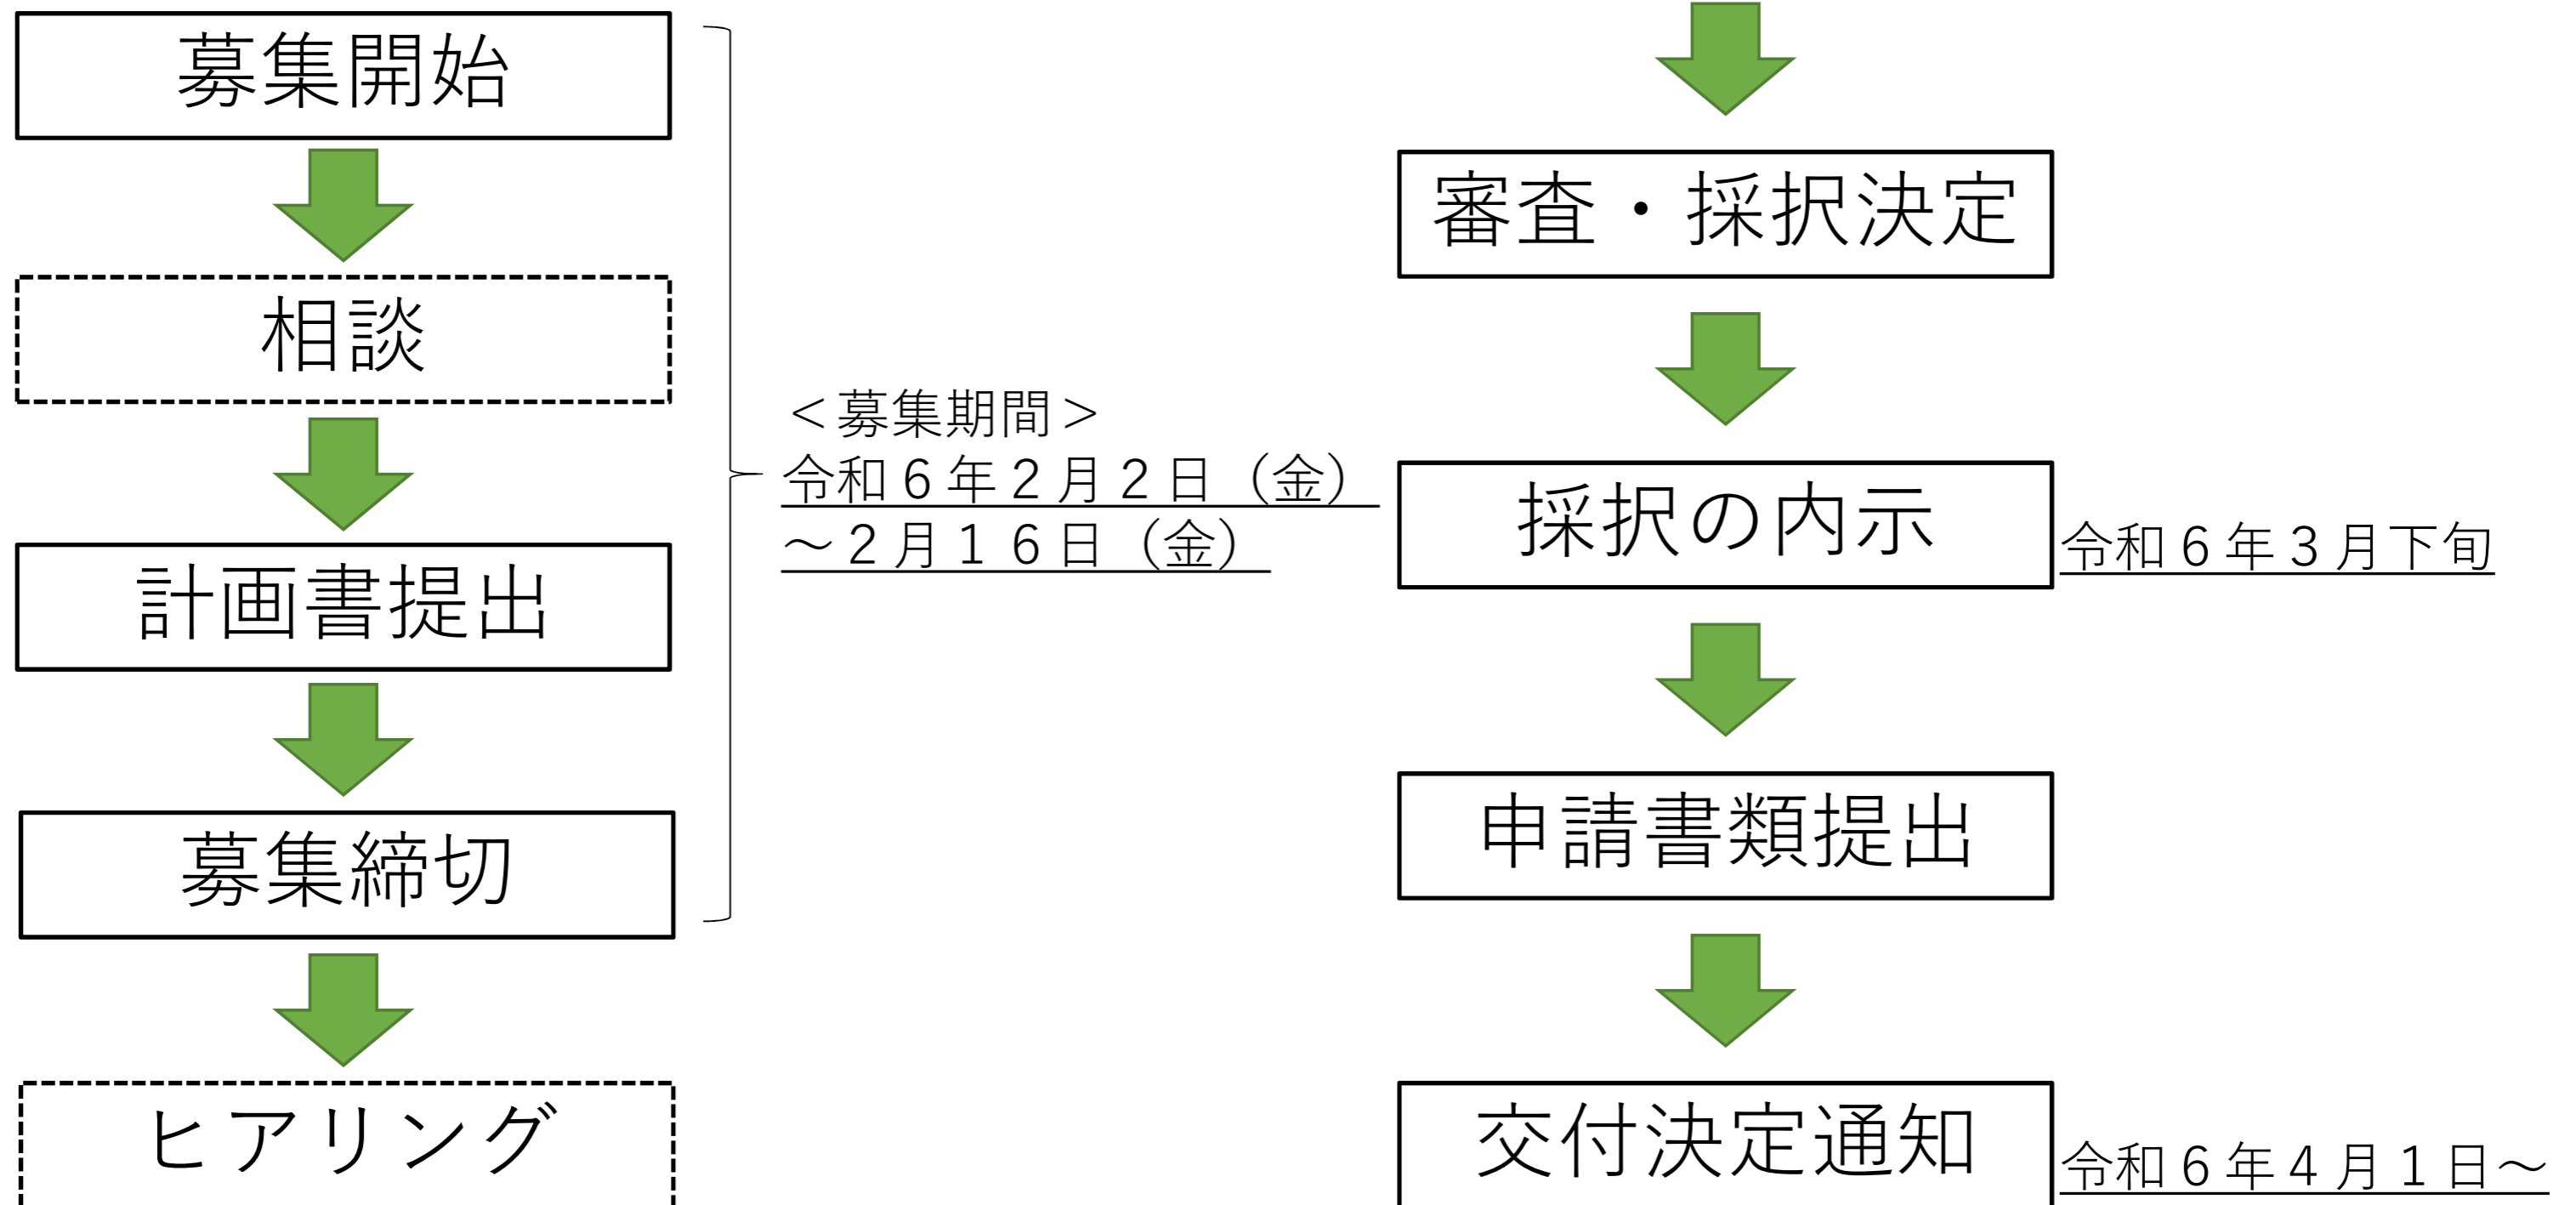 募集開始
相談
計画書提出
募集締切
ヒアリング
＜募集期間＞
令和６年２月２日（金）
～２月１６日（金）
審査・採択決定
採択の内示
令和６年３月下旬
申請書類提出
交付決定通知
令和６年４月１日～